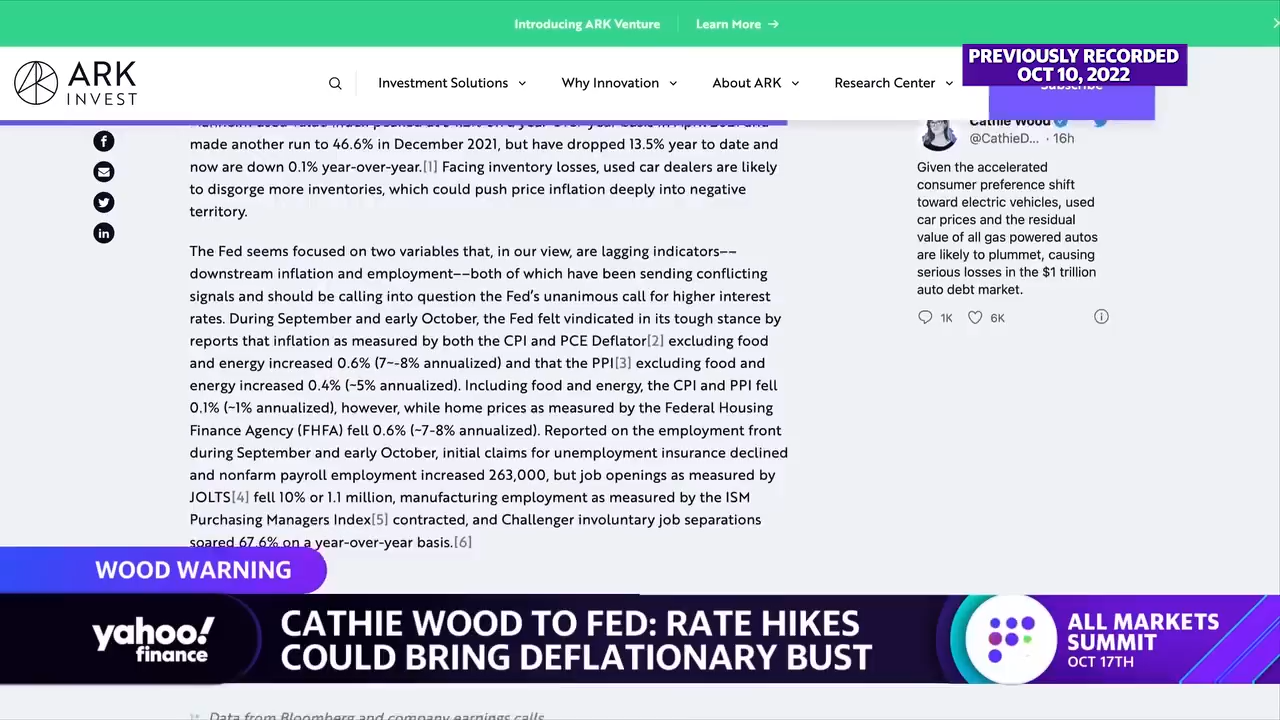 Introducing ARK Venture
Learn More →
ARK
INVEST
Investment Solutions
Why Innovation
About ARK
Research Center
PREVIOUSLY RECORDED
OCT 10, 2022
Subscribe
made another run to 46.6% in December 2021, but have dropped 13.5% year to date and
now are down 0.1% year-over-year.[1] Facing inventory losses, used car dealers are likely
to disgorge more inventories, which could push price inflation deeply into negative
territory.
The Fed seems focused on two variables that, in our view, are lagging indicators––
downstream inflation and employment––both of which have been sending conflicting
signals and should be calling into question the Fed's unanimous call for higher interest
rates. During September and early October, the Fed felt vindicated in its tough stance by
reports that inflation as measured by both the CPI and PCE Deflator[2] excluding food
and energy increased 0.6% (7~-8% annualized) and that the PPI[3] excluding food and
energy increased 0.4% (~5% annualized). Including food and energy, the CPI and PPI fell
0.1% (~1% annualized), however, while home prices as measured by the Federal Housing
Finance Agency (FHFA) fell 0.6% (~7-8% annualized). Reported on the employment front
during September and early October, initial claims for unemployment insurance declined
and nonfarm payroll employment increased 263,000, but job openings as measured by
JOLTS[4] fell 10% or 1.1 million, manufacturing employment as measured by the ISM
Purchasing Managers Index[5] contracted, and Challenger involuntary job separations
soared 67.6% on a year-over-year basis.[6]
Cathie Wood
@CathieD... · 16h
Given the accelerated
consumer preference shift
toward electric vehicles, used
car prices and the residual
value of all gas powered autos
are likely to plummet, causing
serious losses in the $1 trillion
auto debt market.
1K 6K
WOOD WARNING
yahoo!
finance
CATHIE WOOD TO FED: RATE HIKES
COULD BRING DEFLATIONARY BUST
ALL MARKETS
SUMMIT
OCT 17TH
Data from Bloomberg and company earnings calls